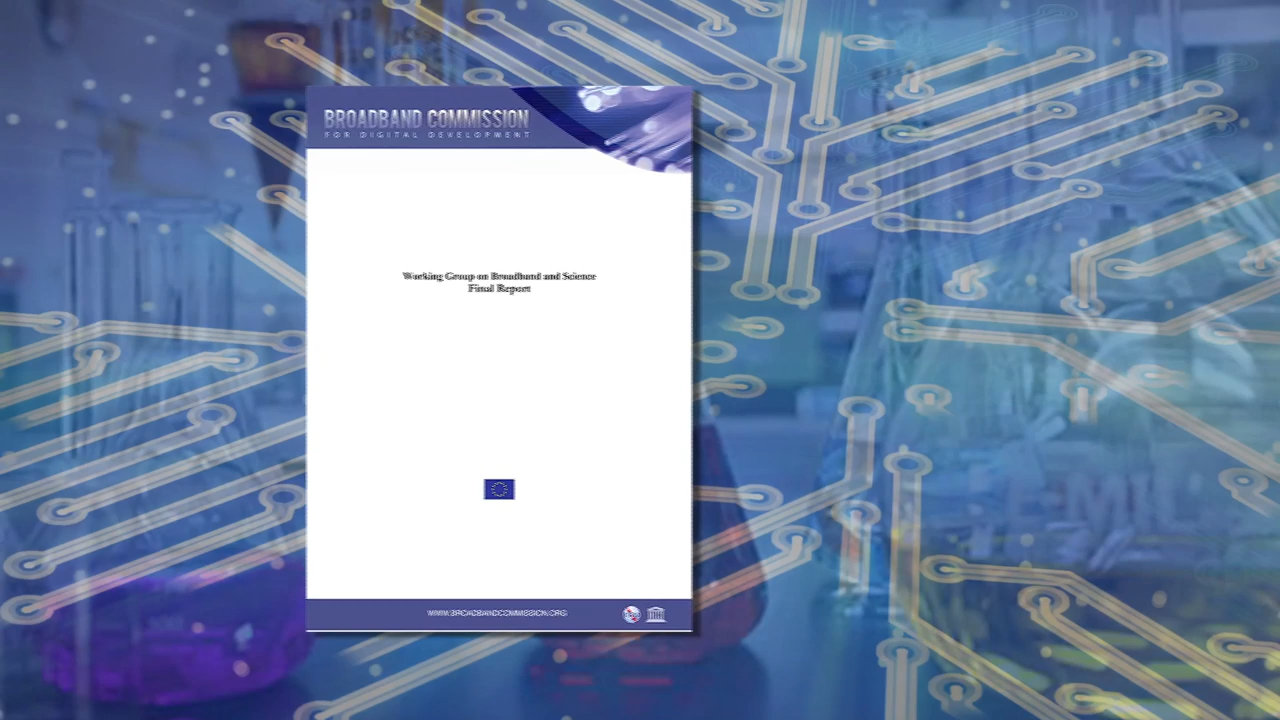 BROADBAND COMMISSION
FOR DIGITAL DEVELOPMENT
Working Group on Broadband and Science
Final Report
WWW.BROADBANDCOMMISSION.ORG